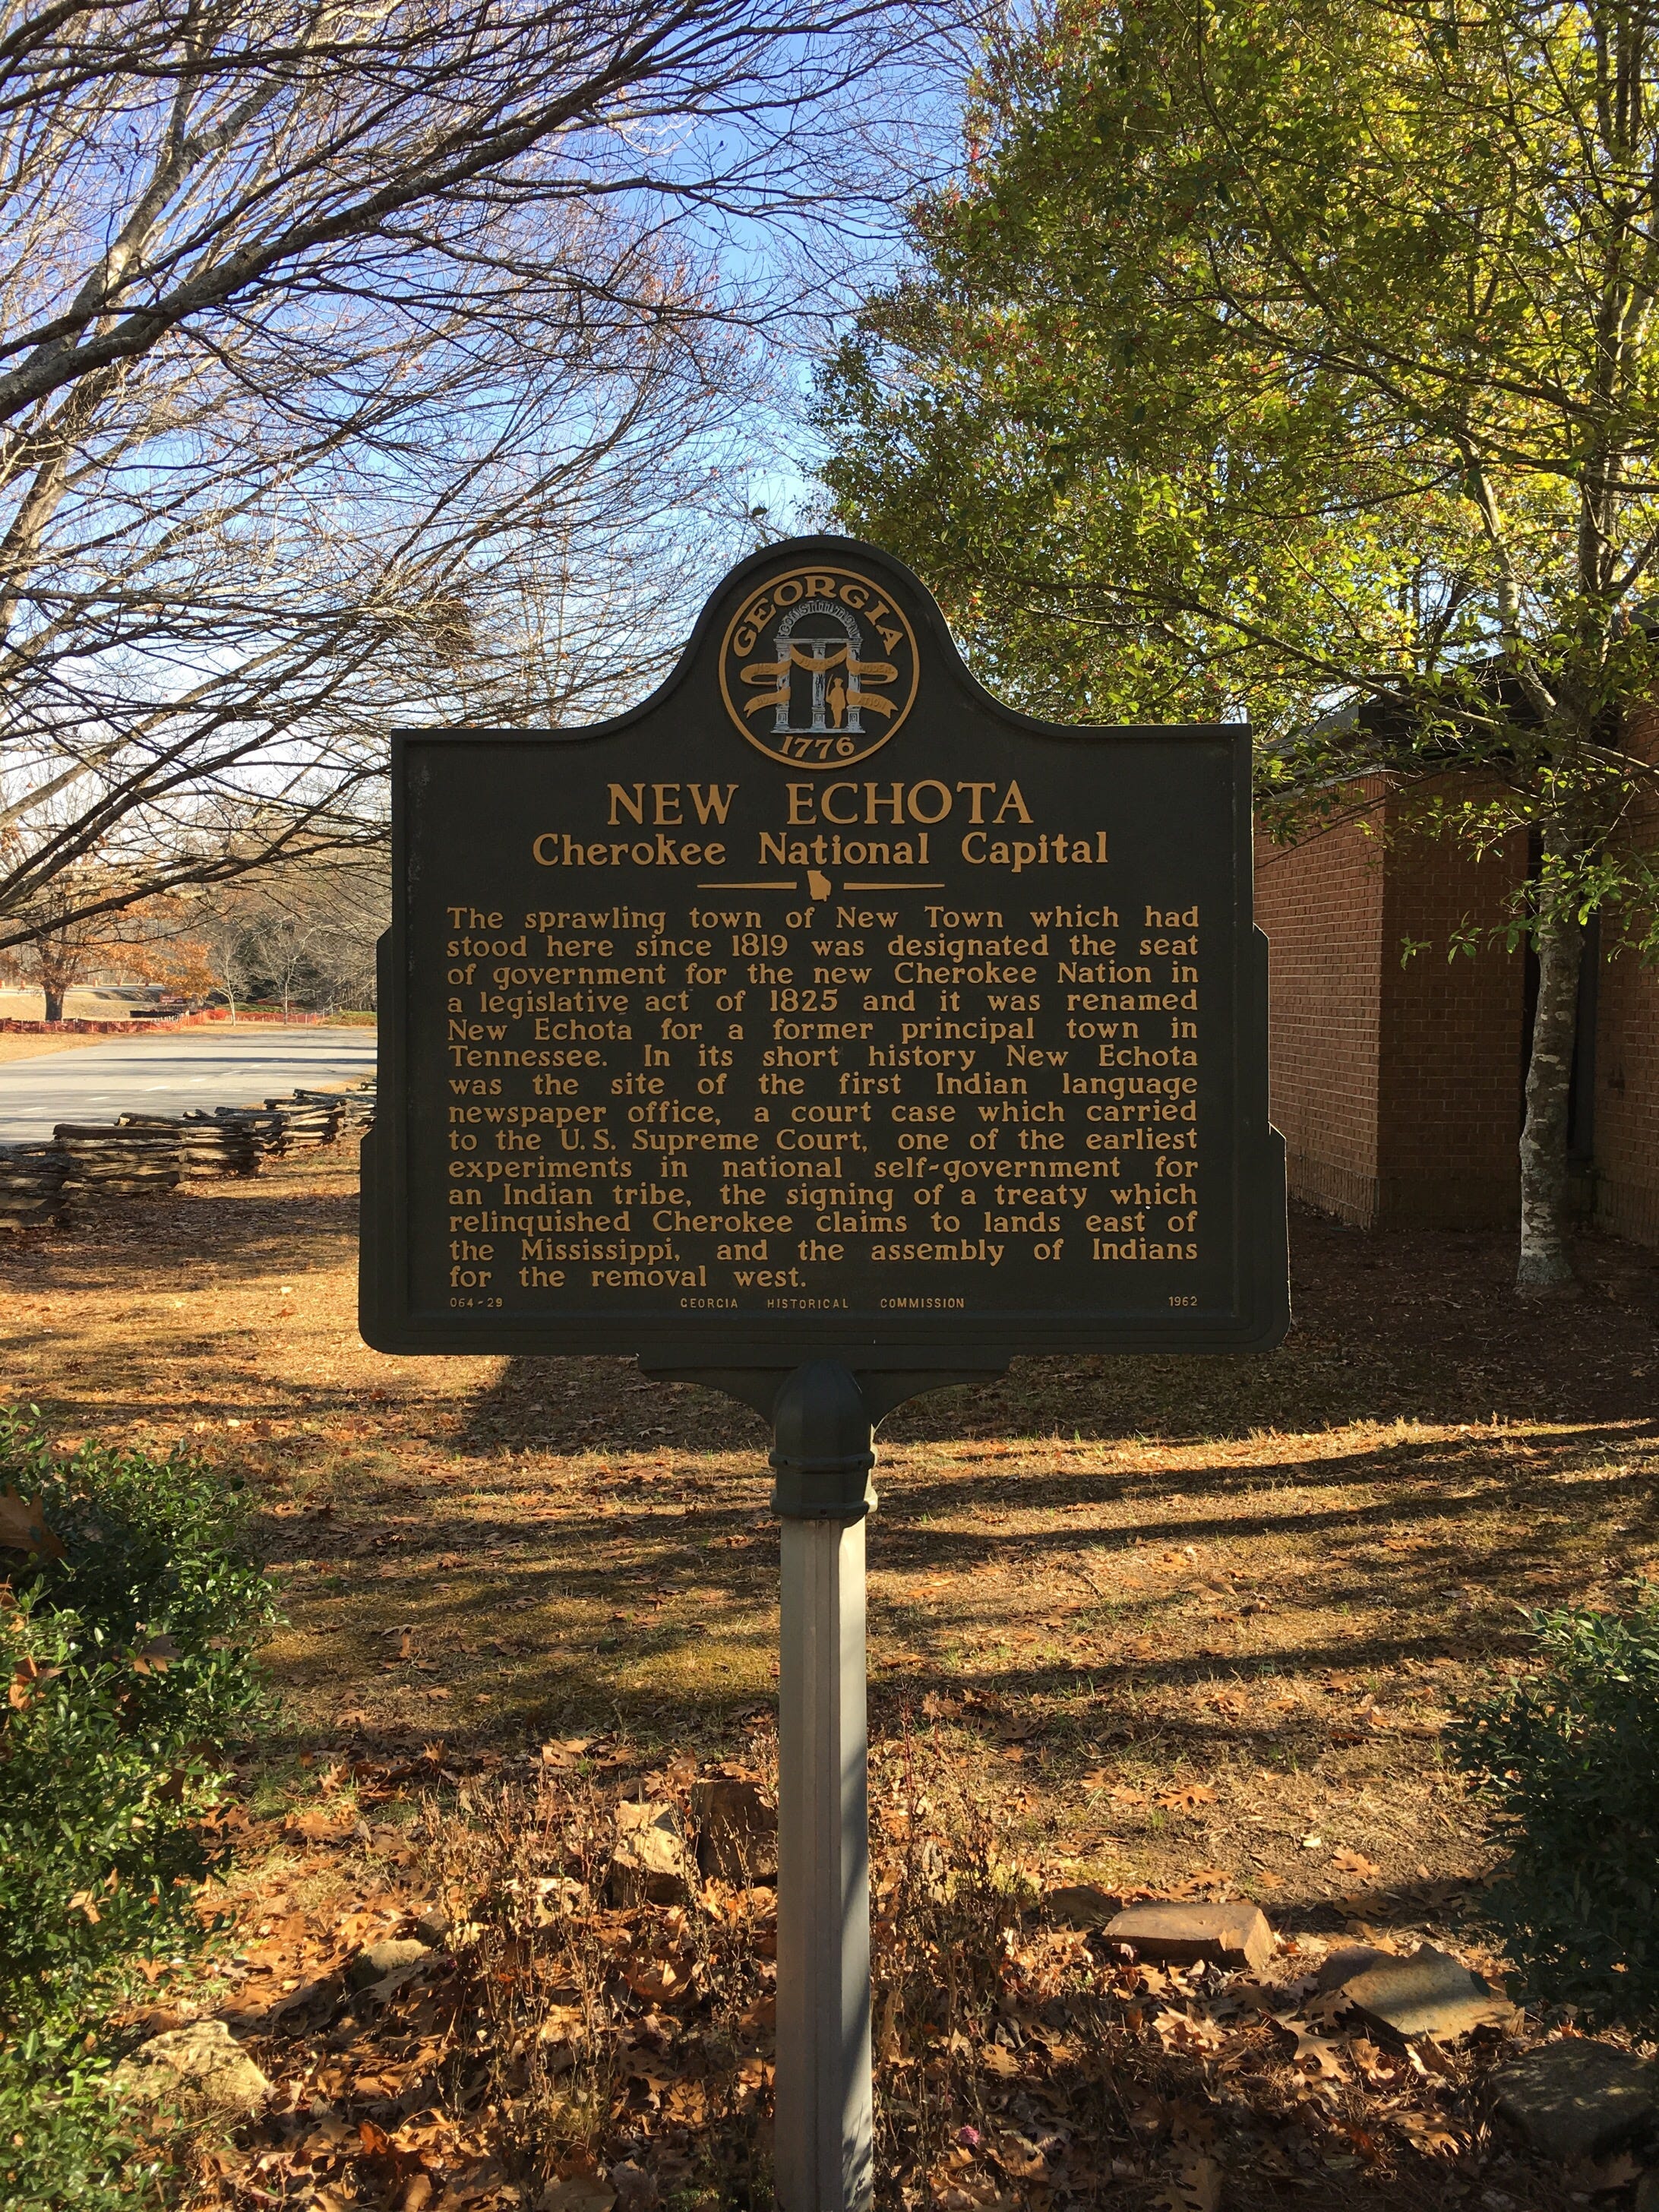 GEORGIA
CONSTITUTION
1776
NEW ECHOTA
Cherokee National Capital
The sprawling town of New Town which had
stood here since 1819 was designated the seat
of government for the new Cherokee Nation in
a legislative act of 1825 and it was renamed
New Echota for a former principal town in
Tennessee. In its short history New Echota
was the site of the first Indian language
newspaper office, a court case which carried
to the U.S. Supreme Court, one of the earliest
experiments in national self-government for
an Indian tribe, the signing of a treaty which
relinquished Cherokee claims to lands east of
the Mississippi, and the assembly of Indians
for the removal west.
064-29 GEORGIA HISTORICAL COMMISSION 1962